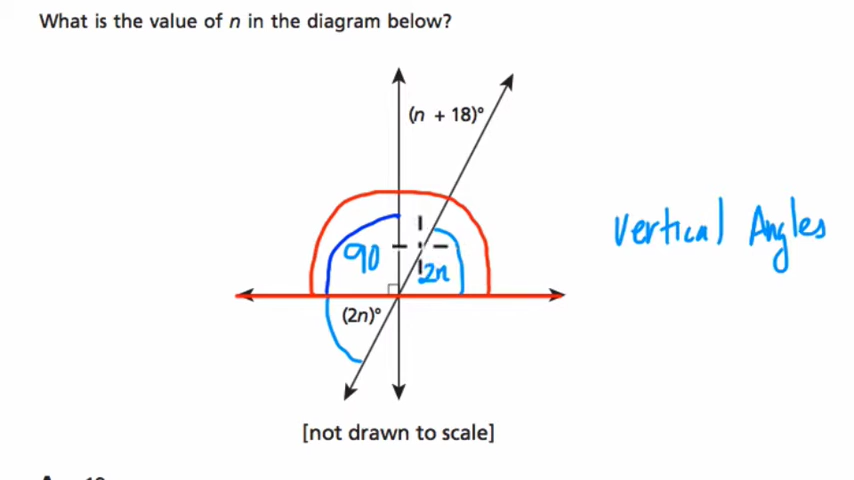 What is the value of n in the diagram below?
(n + 18)°
Vertical Angles
90
2n
(2n)°
[not drawn to scale]